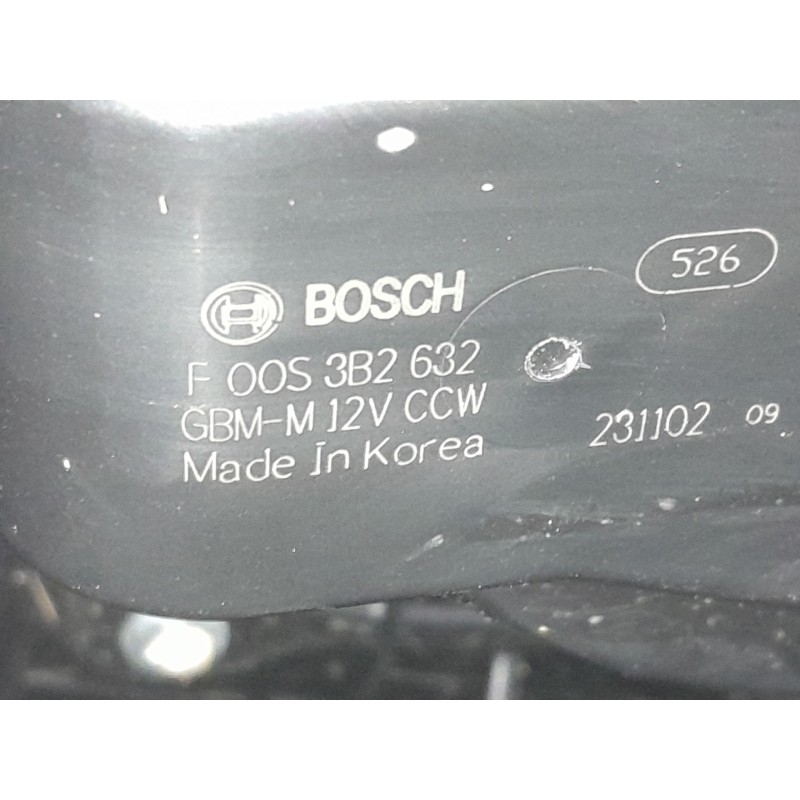 526
BOSCH
F 00S 3B2 632
GBM-M 12V CCW
231102 09
Made In Korea